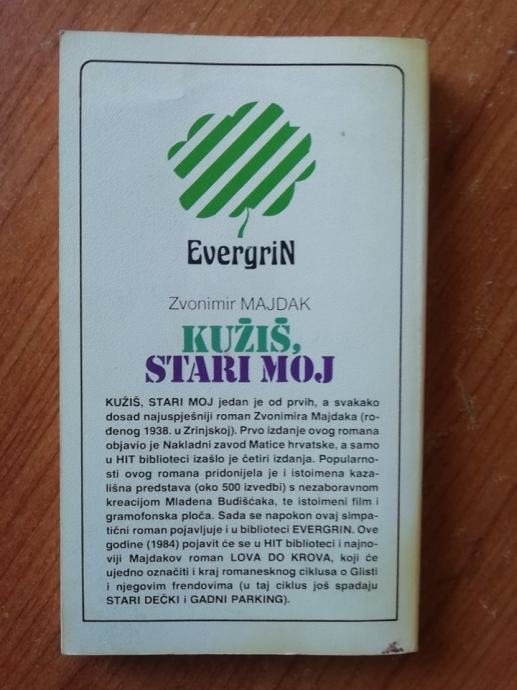 EvergriN
Zvonimir MAJDAK
KUŽIŠ,
STARI MOJ
KUŽIŠ, STARI MOJ jedan je od prvih, a svakako
dosad najuspješniji roman Zvonimira Majdaka (ro-
đenog 1938. u Zrinjskoj). Prvo izdanje ovog romana
objavio je Nakladni zavod Matice hrvatske, a samo
u HIT biblioteci izašlo je četiri izdanja. Popularno-
sti ovog romana pridonijela je i istoimena kaza-
lišna predstava (oko 500 izvedbi) s nezaboravnom
kreacijom Mladena Budišćaka, te istoimeni film i
gramofonska ploča. Sada se napokon ovaj simpa-
tični roman pojavljuje i u biblioteci EVERGRIN. Ove
godine (1984) pojavit će se u HIT biblioteci i najno-
viji Majdakov roman LOVA DO KROVA, koji će
ujedno označiti i kraj romanesknog ciklusa o Glisti
i njegovim frendovima (u taj ciklus još spadaju
STARI DEČKI i GADNI PARKING).